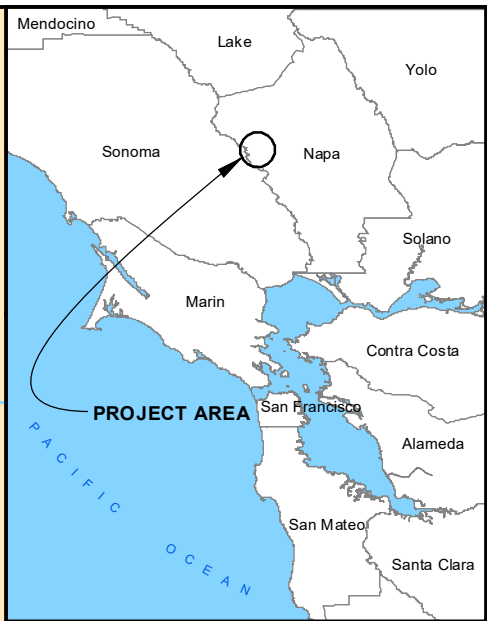 Mendocino
Lake
Yolo
Sonoma
Napa
Solano
Marin
Contra Costa
PROJECT AREA
San Francisco
Alameda
PACIFIC
OCEAN
San Mateo
Santa Clara